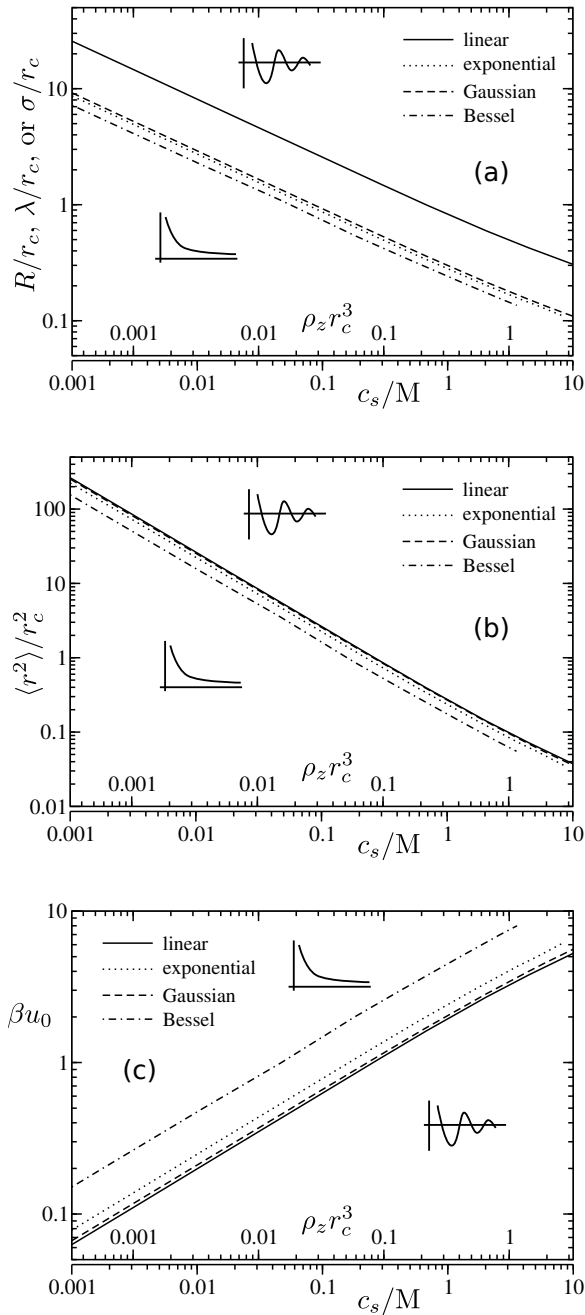 linear
exponential
Gaussian
Bessel
10
1
0.1
R/r_c, λ/r_c, or σ/r_c
(a)
0.001 0.01 ρ_z r_c^3 0.1 1
0.001 0.01 0.1 1 10
c_s/M
linear
exponential
Gaussian
Bessel
100
10
1
0.1
0.01
⟨r^2⟩/r_c^2
(b)
0.001 0.01 ρ_z r_c^3 0.1 1
0.001 0.01 0.1 1 10
c_s/M
10
1
0.1
linear
exponential
Gaussian
Bessel
βu_0
(c)
0.001 0.01 ρ_z r_c^3 0.1 1
0.001 0.01 0.1 1 10
c_s/M